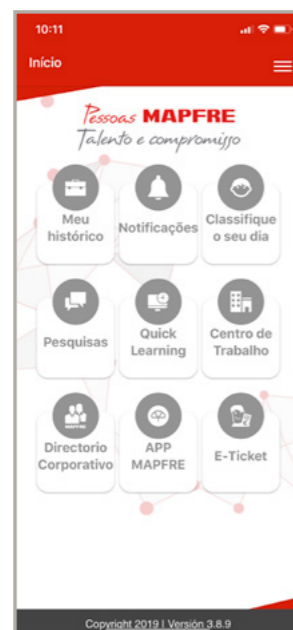 10:11
Início
Pessoas MAPFRE
Talento e compromisso
Meu
histórico
Notificações
Classifique
o seu dia
Pesquisas
Quick
Learning
Centro de
Trabalho
MAPFRE
Directorio
Corporativo
APP
MAPFRE
E-Ticket
Copyright 2019 | Versión 3.8.9